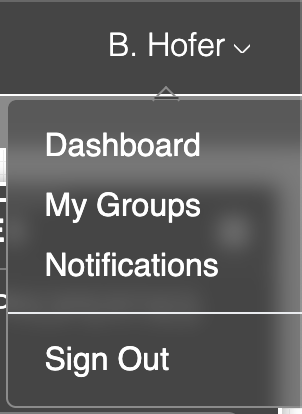 B. Hofer
Dashboard
My Groups
Notifications
Sign Out